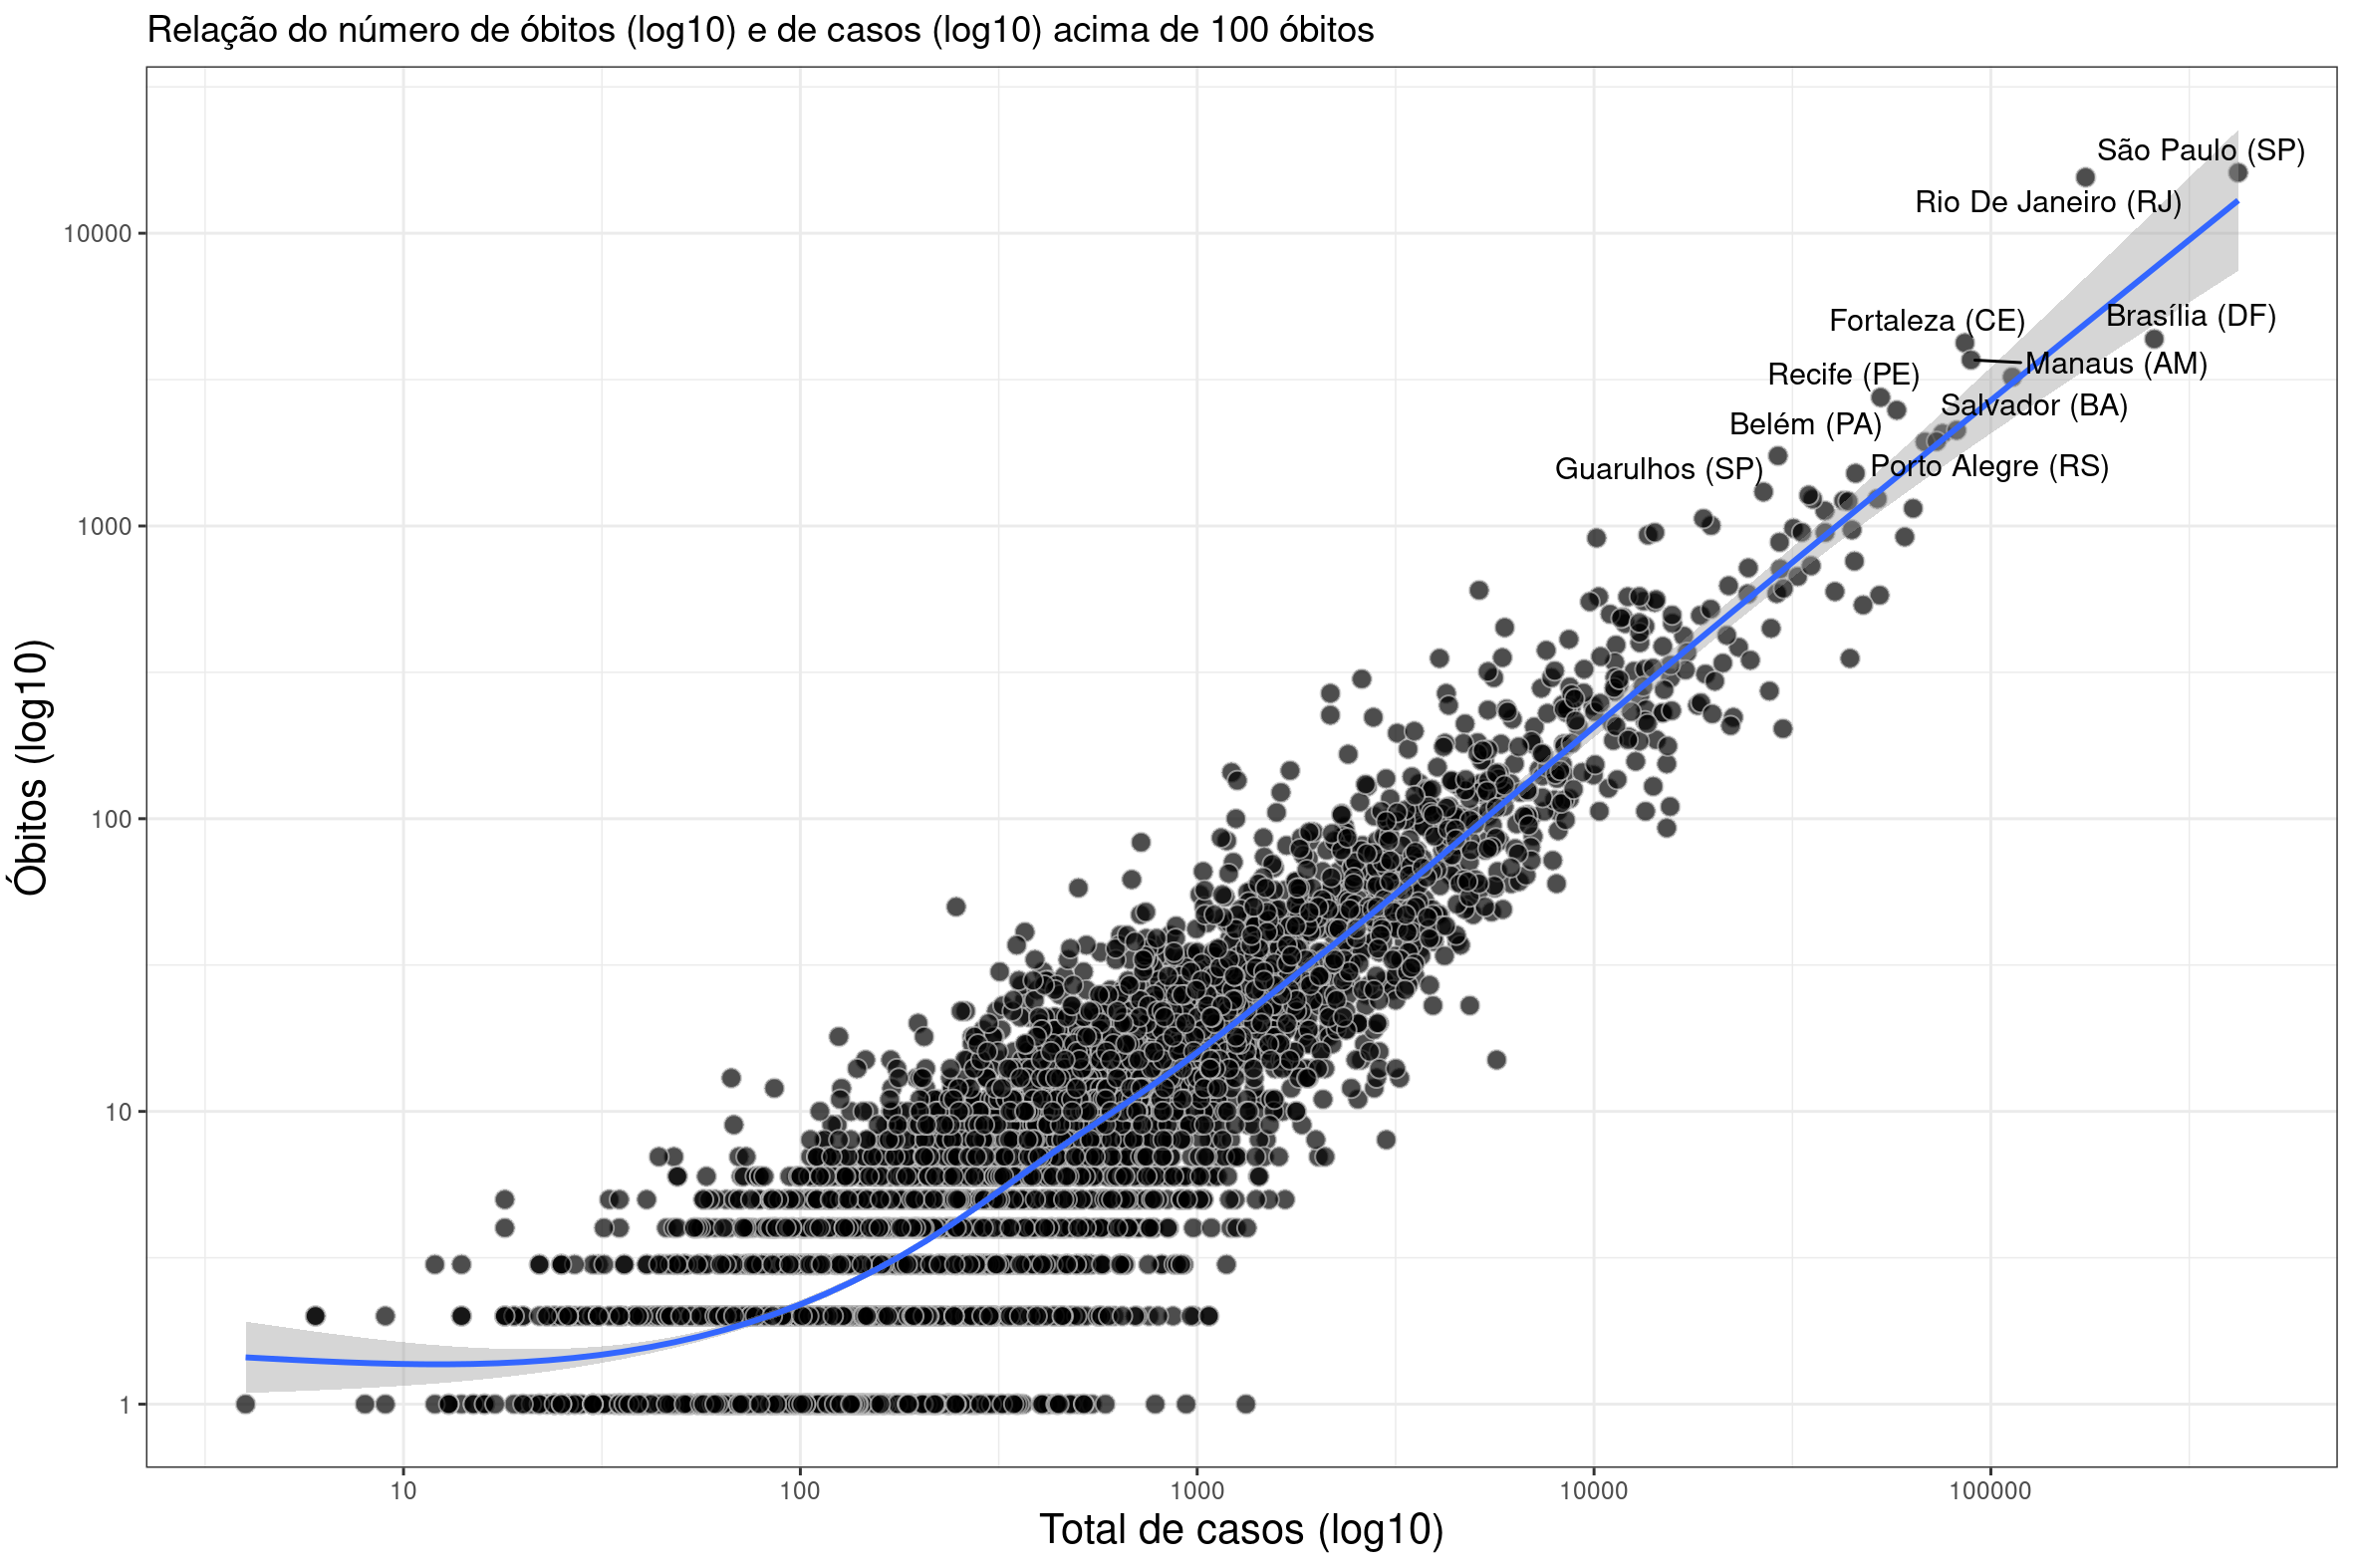 Relação do número de óbitos (log10) e de casos (log10) acima de 100 óbitos
São Paulo (SP)
Rio De Janeiro (RJ)
10000
Fortaleza (CE)
Brasília (DF)
Manaus (AM)
Recife (PE)
Salvador (BA)
Belém (PA)
Guarulhos (SP)
Porto Alegre (RS)
1000
Óbitos (log10)
100
10
1
10
100
1000
10000
100000
Total de casos (log10)